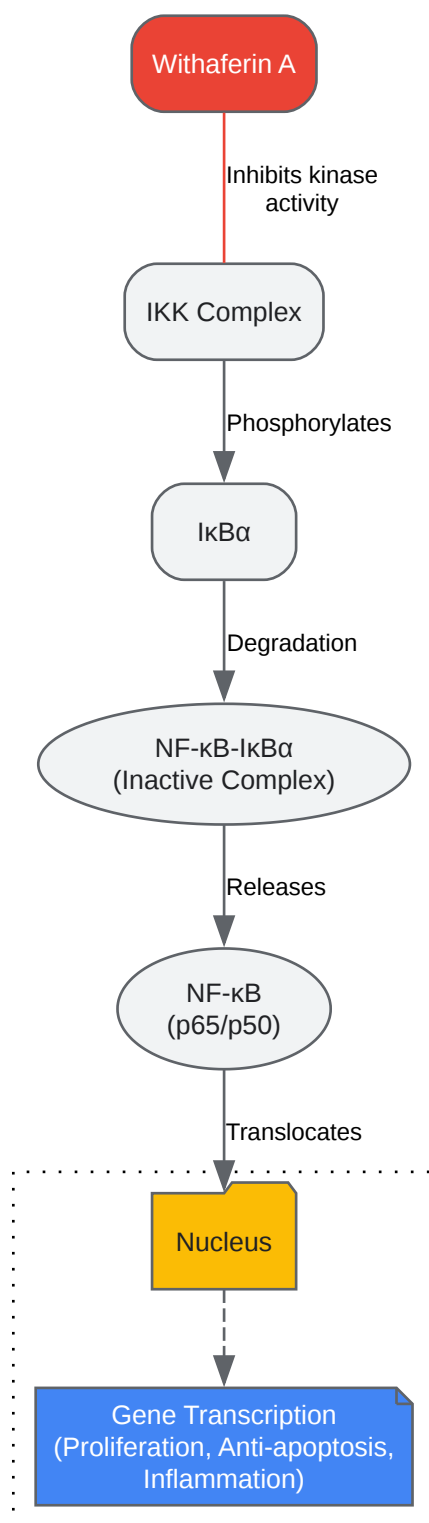 Withaferin A
Inhibits kinase
activity
IKK Complex
Phosphorylates
IκBα
Degradation
NF-κB-IκBα
(Inactive Complex)
Releases
NF-κB
(p65/p50)
Translocates
Nucleus
Gene Transcription
(Proliferation, Anti-apoptosis,
Inflammation)